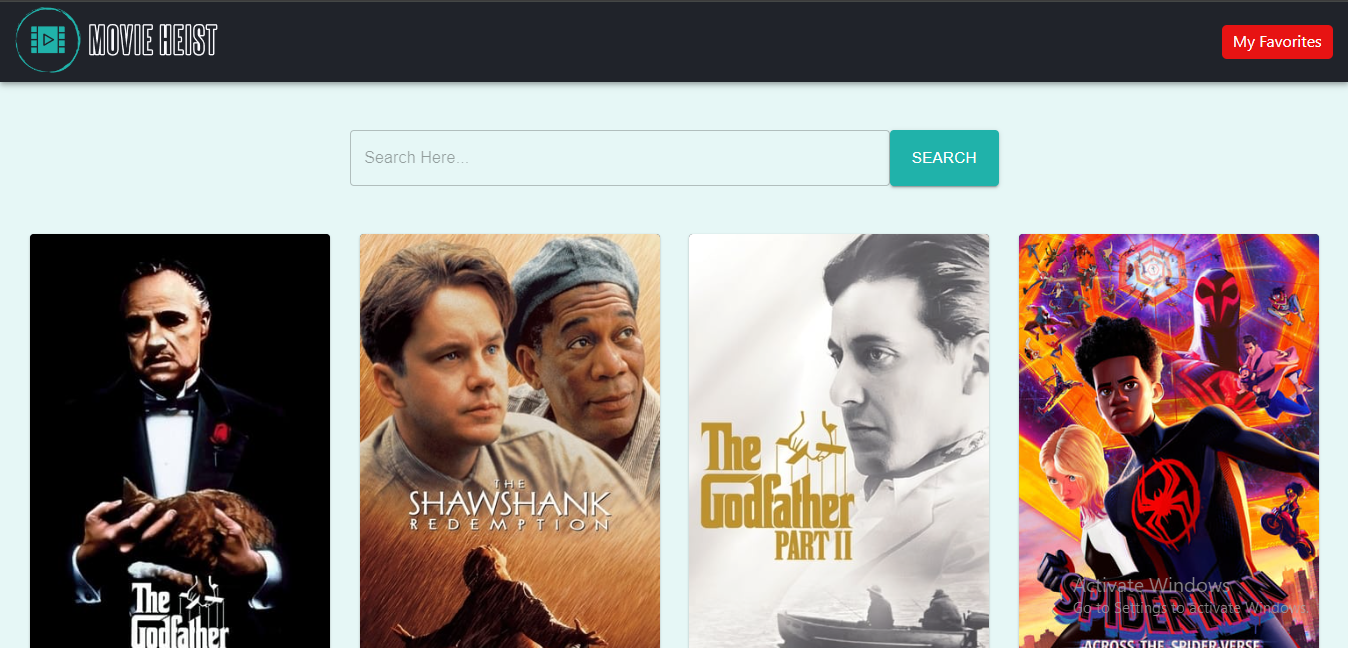 MOVIE HEIST
My Favorites
Search Here...
SEARCH
THE
SHAWSHANK
REDEMPTION
The
Godfather
PART II
The
Godfather
Activate Windows
Go to Settings to activate Windows.
SPIDER-MAN
ACROSS THE SPIDER-VERSE